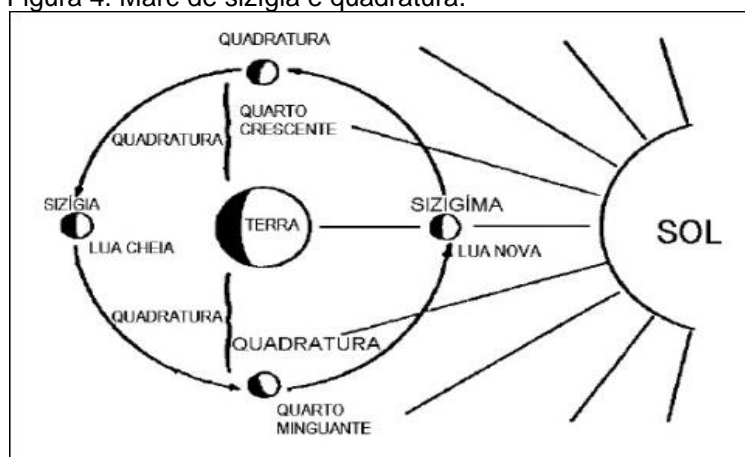 Figura 4: Maré de sizígia e quadratura.
QUADRATURA
QUARTO
CRESCENTE
QUADRATURA
SIZÍGIA
TERRA
SIZIGÍMA
SOL
LUA CHEIA
LUA NOVA
QUADRATURA
QUADRATURA
QUARTO
MINGUANTE